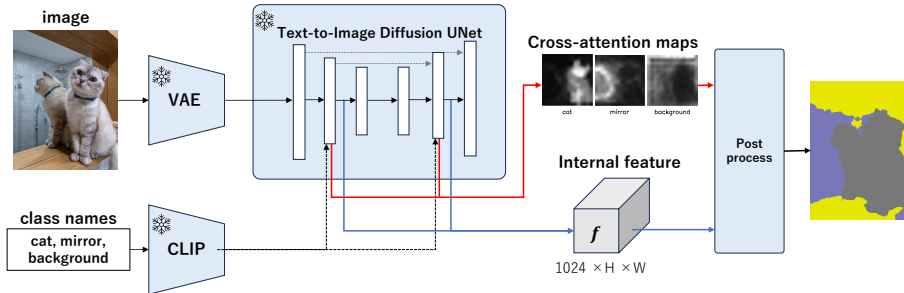 image
Text-to-Image Diffusion UNet
VAE
Cross-attention maps
cat
mirror
background
Post
process
Internal feature
f
1024 × H × W
class names
cat, mirror,
background
CLIP